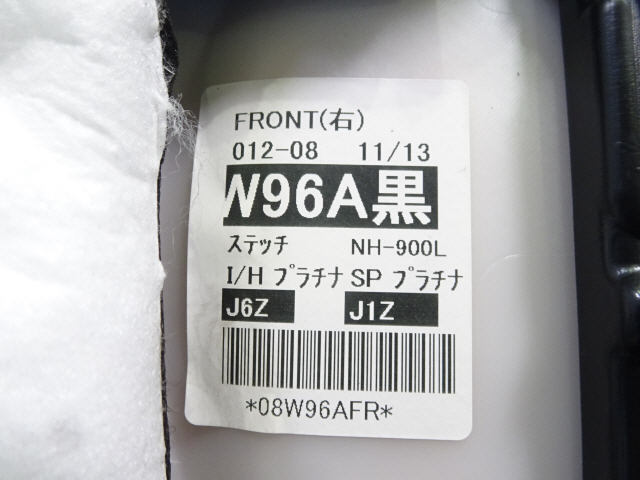 FRONT(右)
012-08 11/13
W96A黒
ステッチ NH-900L
I/H プラチナ SP プラチナ
J6Z J1Z
*08W96AFR*